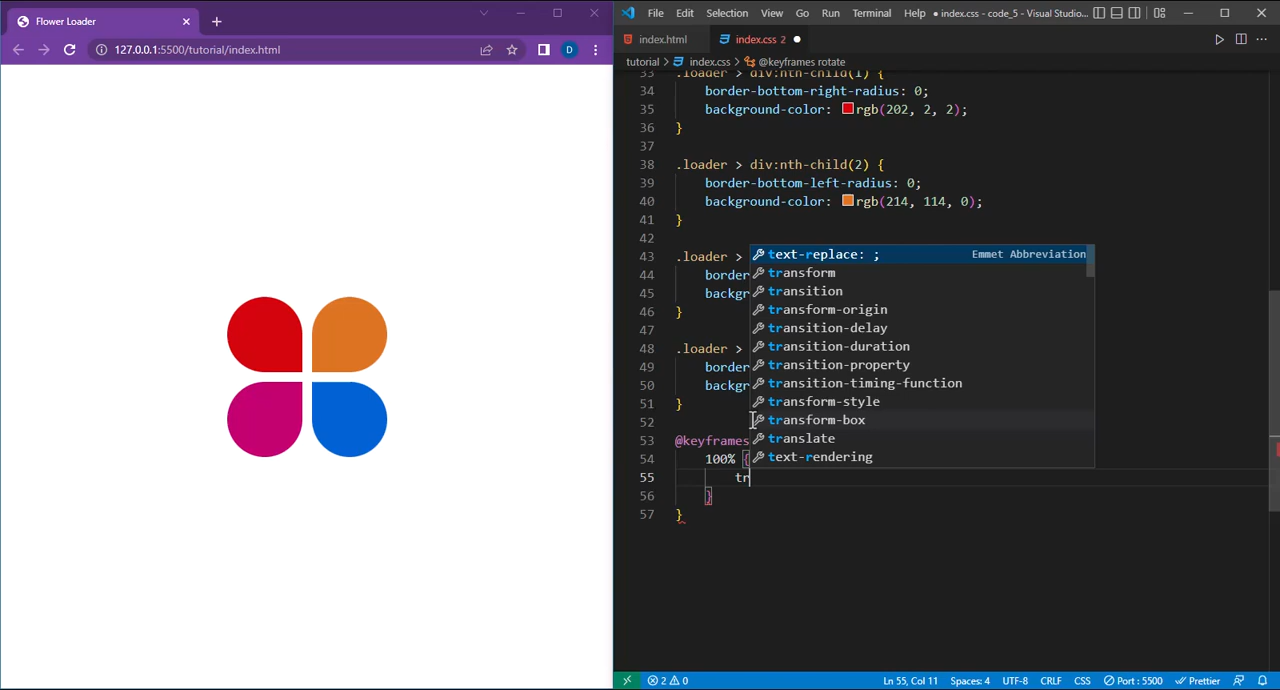 Flower Loader
127.0.0.1:5500/tutorial/index.html
D
File Edit Selection View Go Run Terminal Help
• index.css - code_5 - Visual Studio...
index.html
index.css 2
tutorial > index.css > @keyframes rotate
33 .loader > div:nth-child(1) {
34 border-bottom-right-radius: 0;
35 background-color: rgb(202, 2, 2);
36 }
37
38 .loader > div:nth-child(2) {
39 border-bottom-left-radius: 0;
40 background-color: rgb(214, 114, 0);
41 }
42
43 .loader >
44 border
45 backgr
46 }
47
48 .loader >
49 border
50 backgr
51 }
52
53 @keyframes
54 100% {
55 tr
56 }
57 }
text-replace: ; Emmet Abbreviation
transform
transition
transform-origin
transition-delay
transition-duration
transition-property
transition-timing-function
transform-style
transform-box
translate
text-rendering
2 0 Ln 55, Col 11 Spaces: 4 UTF-8 CRLF CSS Port : 5500 Prettier